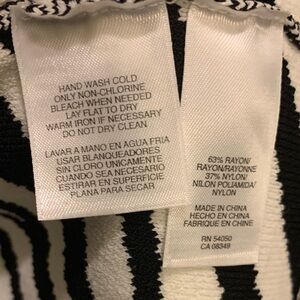 HAND WASH COLD
ONLY NON-CHLORINE
BLEACH WHEN NEEDED
LAY FLAT TO DRY
WARM IRON IF NECESSARY
DO NOT DRY CLEAN
LAVAR A MANO EN AGUA FRIA
USAR BLANQUEADORES
SIN CLORO UNICAMENTE
CUANDO SEA NECESARIO
ESTIRAR EN SUPERFICIE
PLANA PARA SECAR
63% RAYON/
RAYON/RAYONNE
37% NYLON/
NILON POLIAMIDA/
NYLON
MADE IN CHINA
HECHO EN CHINA
FABRIQUE EN CHINE
RN 54050
CA 08349